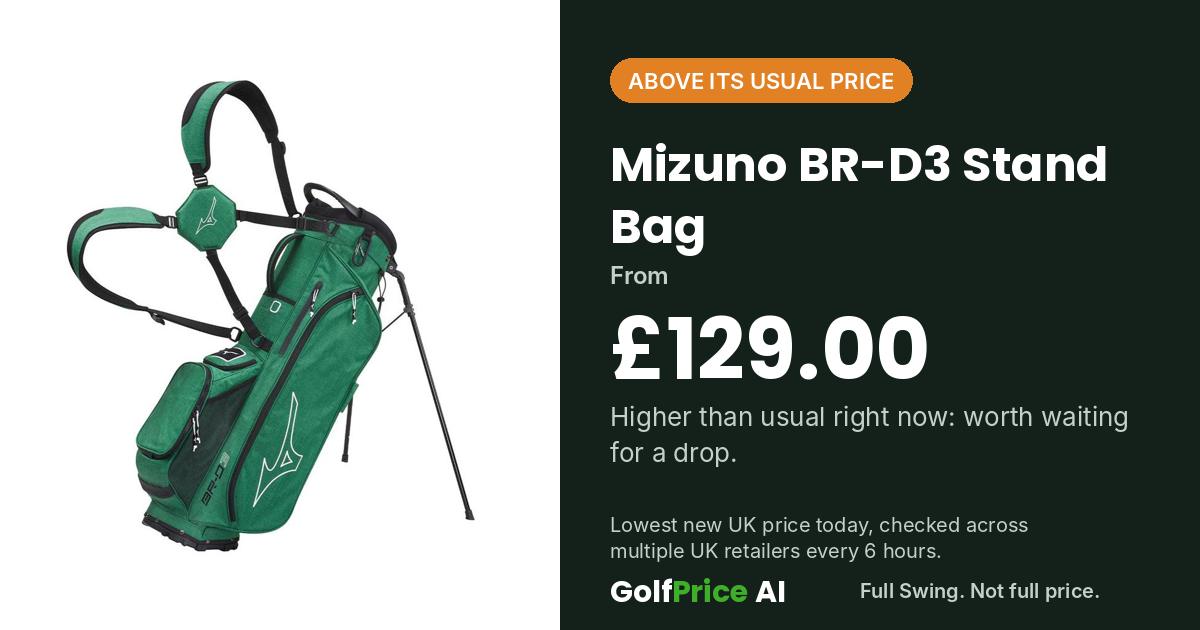 ABOVE ITS USUAL PRICE
Mizuno BR-D3 Stand
Bag
From
£129.00
Higher than usual right now: worth waiting
for a drop.
Lowest new UK price today, checked across
multiple UK retailers every 6 hours.
GolfPrice AI
Full Swing. Not full price.
BR-D3